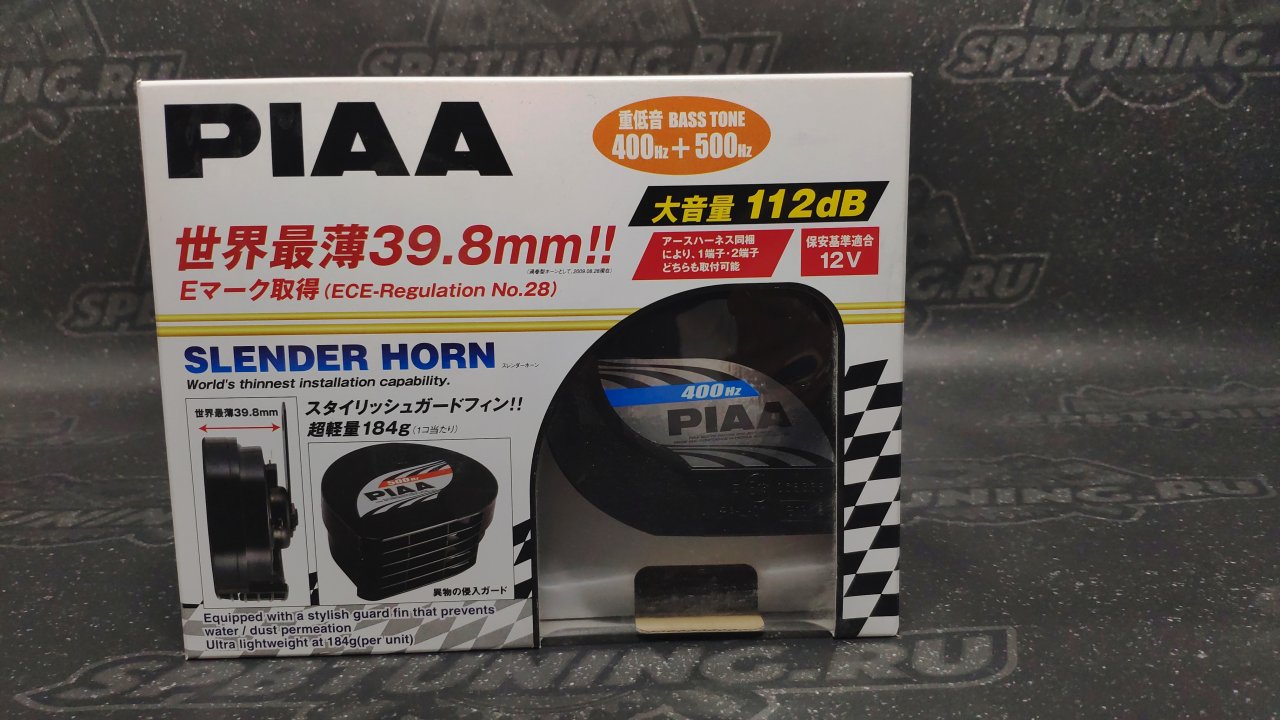 PIAA
重低音 BASS TONE
400Hz+500Hz
大音量 112dB
世界最薄39.8mm!!
Eマーク取得(ECE-Regulation No.28)
アースハーネス同梱
により、1端子・2端子
どちらも取付可能
保安基準適合
12V
SLENDER HORN スレンダーホーン
World's thinnest installation capability.
世界最薄39.8mm
スタイリッシュガードフィン!!
超軽量184g(1コ当たり)
500Hz
PIAA
異物の侵入ガード
400Hz
PIAA
Equipped with a stylish guard fin that prevents
water / dust permeation
Ultra lightweight at 184g(per unit)
SPBTUNING.RU
SPBTUNING.RU
SPBTUNING.RU